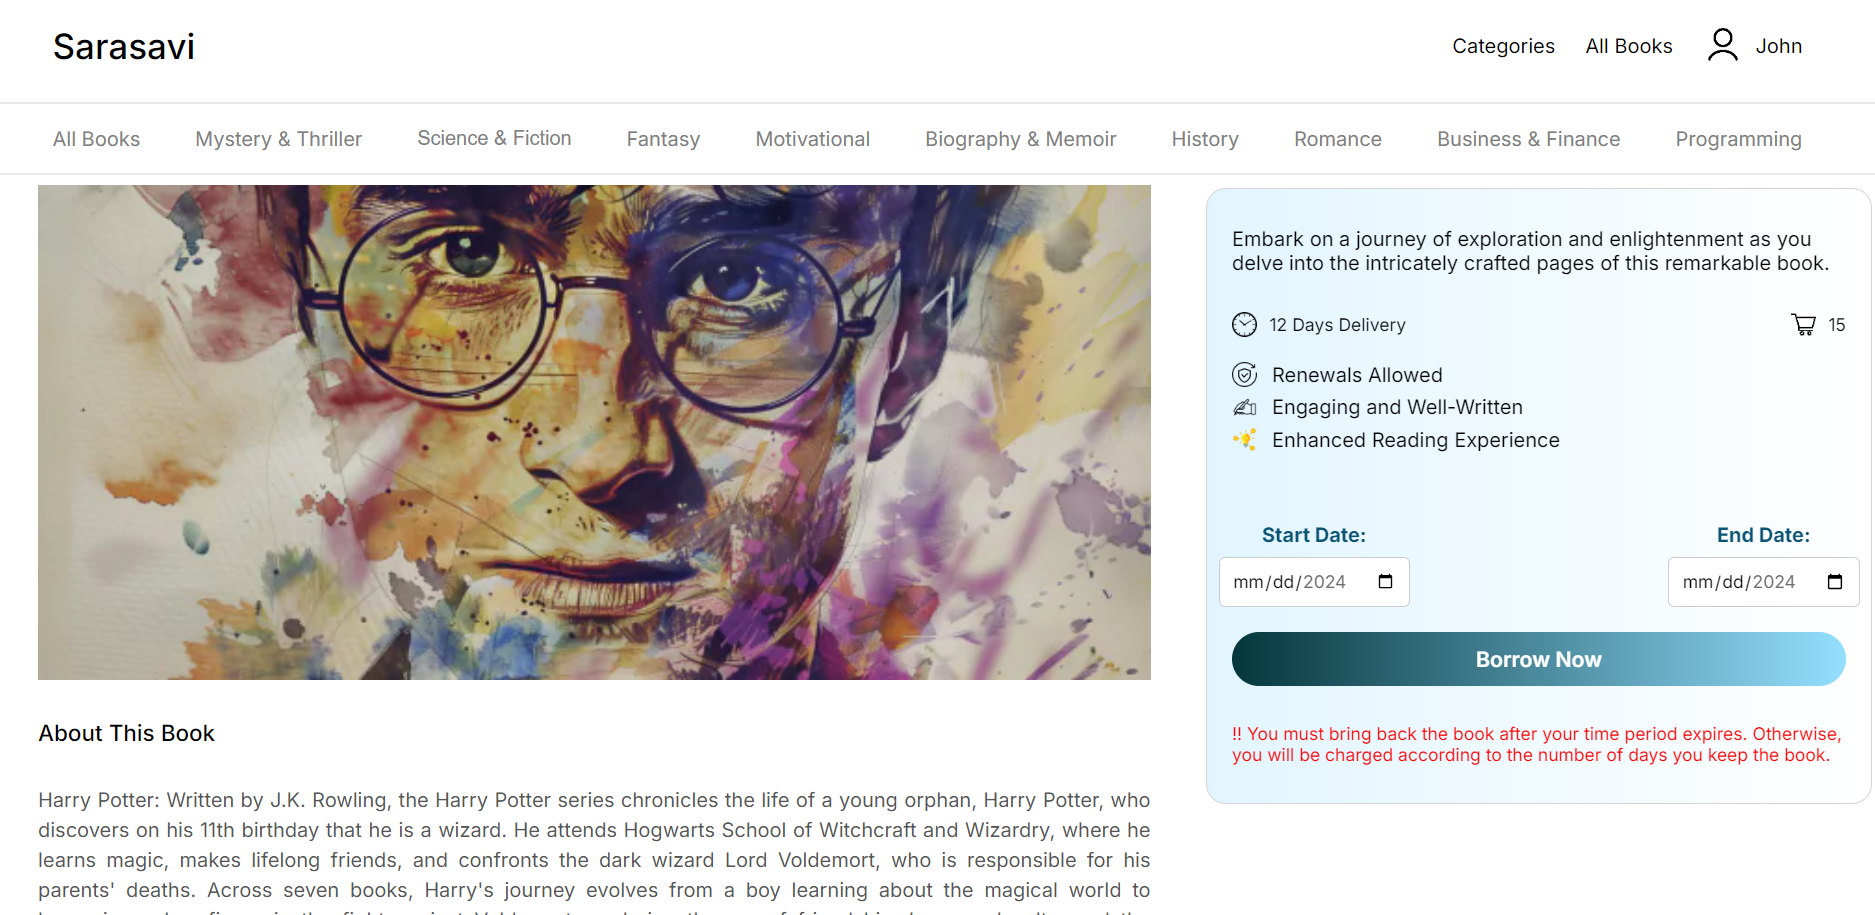 Sarasavi
Categories All Books John
All Books Mystery & Thriller Science & Fiction Fantasy Motivational Biography & Memoir History Romance Business & Finance Programming
Embark on a journey of exploration and enlightenment as you
delve into the intricately crafted pages of this remarkable book.
12 Days Delivery 15
Renewals Allowed
Engaging and Well-Written
Enhanced Reading Experience
Start Date: End Date:
mm/dd/2024 mm/dd/2024
Borrow Now
!! You must bring back the book after your time period expires. Otherwise,
you will be charged according to the number of days you keep the book.
About This Book
Harry Potter: Written by J.K. Rowling, the Harry Potter series chronicles the life of a young orphan, Harry Potter, who
discovers on his 11th birthday that he is a wizard. He attends Hogwarts School of Witchcraft and Wizardry, where he
learns magic, makes lifelong friends, and confronts the dark wizard Lord Voldemort, who is responsible for his
parents' deaths. Across seven books, Harry's journey evolves from a boy learning about the magical world to